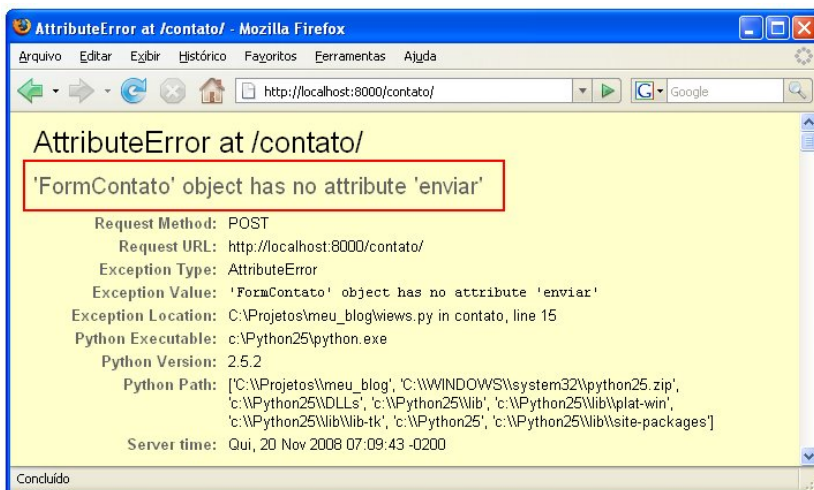 AttributeError at /contato/ - Mozilla Firefox
Arquivo Editar Exibir Histórico Favoritos Ferramentas Ajuda
http://localhost:8000/contato/ G Google
AttributeError at /contato/
'FormContato' object has no attribute 'enviar'
Request Method: POST
Request URL: http://localhost:8000/contato/
Exception Type: AttributeError
Exception Value: 'FormContato' object has no attribute 'enviar'
Exception Location: C:\Projetos\meu_blog\views.py in contato, line 15
Python Executable: c:\Python25\python.exe
Python Version: 2.5.2
Python Path: ['C:\\Projetos\\meu_blog', 'C:\\WINDOWS\\system32\\python25.zip',
'c:\\Python25\\DLLs', 'c:\\Python25\\lib', 'c:\\Python25\\lib\\plat-win',
'c:\\Python25\\lib\\lib-tk', 'c:\\Python25', 'c:\\Python25\\lib\\site-packages']
Server time: Qui, 20 Nov 2008 07:09:43 -0200
Concluído